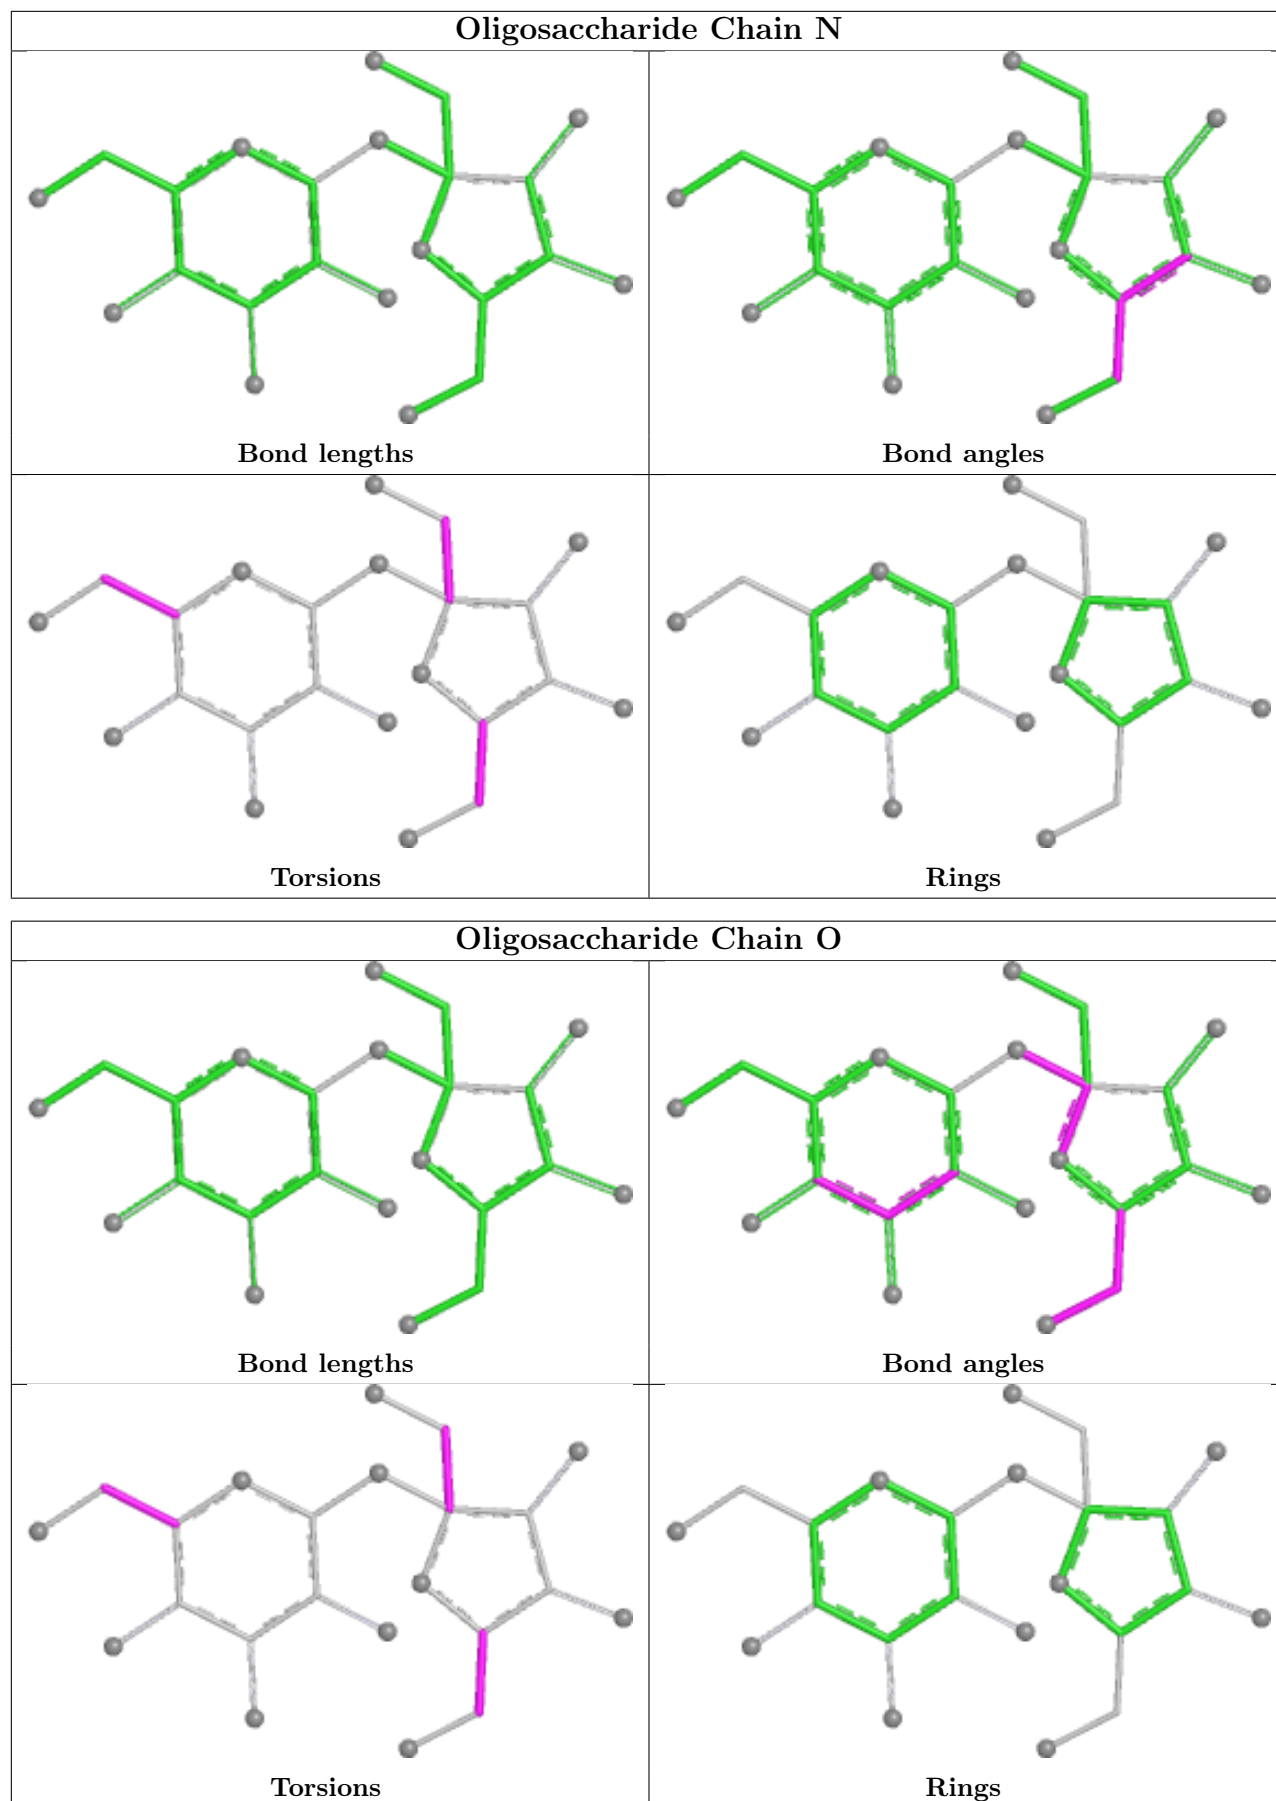 Oligosaccharide Chain N
Bond lengths
Bond angles
Torsions
Rings
Oligosaccharide Chain O
Bond lengths
Bond angles
Torsions
Rings